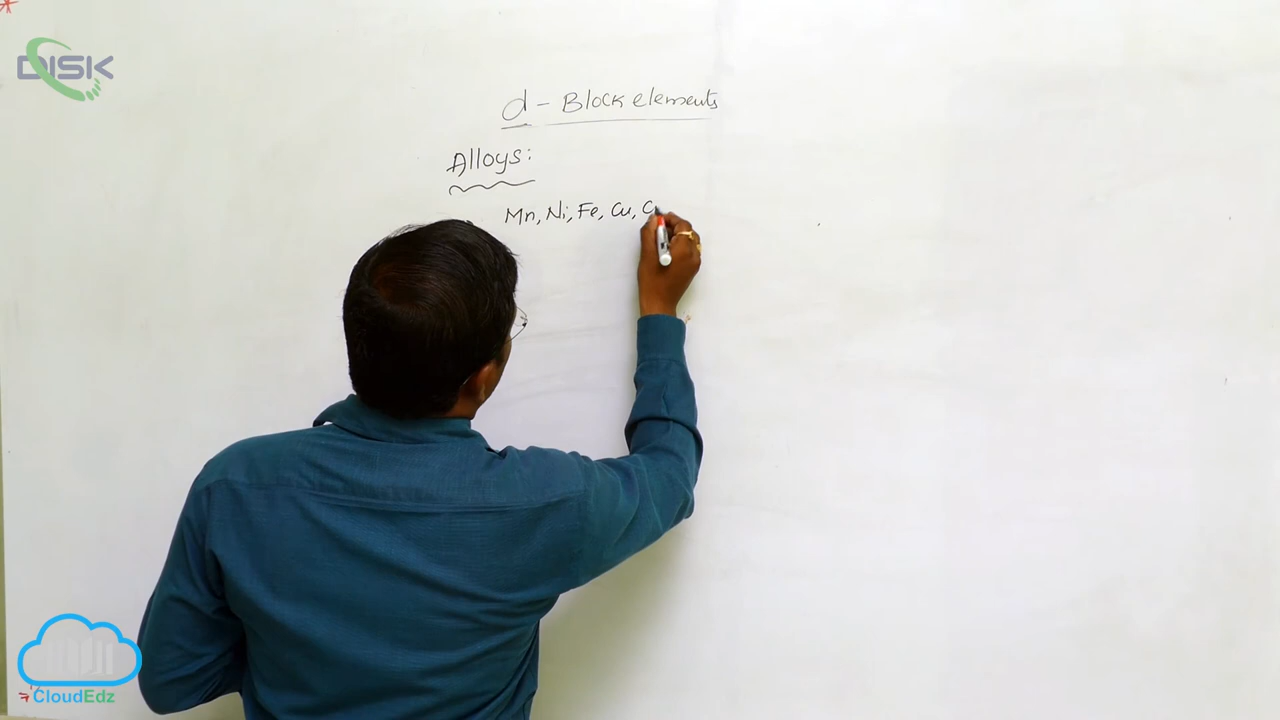 DISK
d - Block elements
Alloys:
Mn, Ni, Fe, Cu, C
CloudEdz